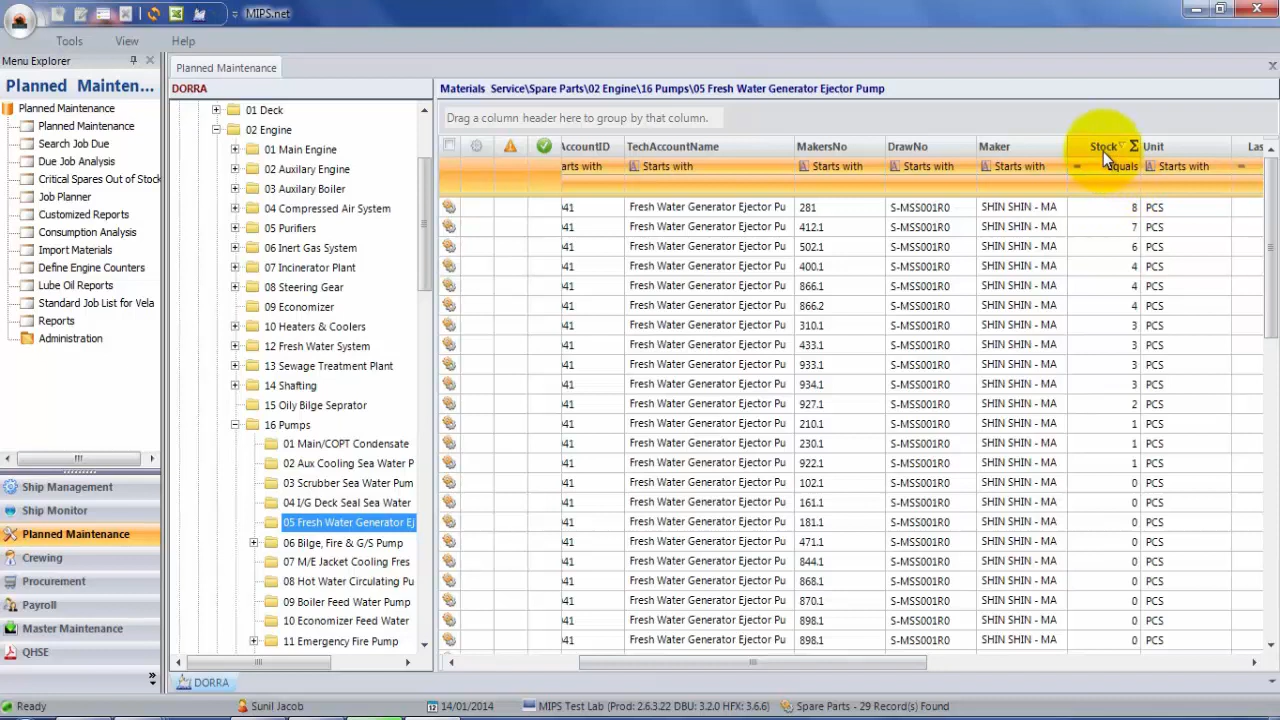 MIPS.net
Tools View Help
Menu Explorer
Planned Mainten...
Planned Maintenance
Planned Maintenance
Search Job Due
Due Job Analysis
Critical Spares Out of Stock
Job Planner
Customized Reports
Consumption Analysis
Import Materials
Define Engine Counters
Lube Oil Reports
Standard Job List for Vela
Reports
Administration
Ship Management
Ship Monitor
Planned Maintenance
Crewing
Procurement
Payroll
Master Maintenance
QHSE
Planned Maintenance
DORRA
01 Deck
02 Engine
01 Main Engine
02 Auxilary Engine
03 Auxilary Boiler
04 Compressed Air System
05 Purifiers
06 Inert Gas System
07 Incinerator Plant
08 Steering Gear
09 Economizer
10 Heaters & Coolers
12 Fresh Water System
13 Sewage Treatment Plant
14 Shafting
15 Oily Bilge Seprator
16 Pumps
01 Main/COPT Condensate
02 Aux Cooling Sea Water P
03 Scrubber Sea Water Pum
04 I/G Deck Seal Sea Water
05 Fresh Water Generator Ej
06 Bilge, Fire & G/S Pump
07 M/E Jacket Cooling Fres
08 Hot Water Circulating Pu
09 Boiler Feed Water Pump
10 Economizer Feed Water
11 Emergency Fire Pump
DORRA
Materials Service\Spare Parts\02 Engine\16 Pumps\05 Fresh Water Generator Ejector Pump
Drag a column header here to group by that column.
AccountID TechAccountName MakersNo DrawNo Maker Stock Σ Unit Las
arts with Starts with Starts with Starts with Starts with = Equals Starts with =
041 Fresh Water Generator Ejector Pu 281 S-MSS001R0 SHIN SHIN - MA 8 PCS
041 Fresh Water Generator Ejector Pu 412.1 S-MSS001R0 SHIN SHIN - MA 7 PCS
041 Fresh Water Generator Ejector Pu 502.1 S-MSS001R0 SHIN SHIN - MA 6 PCS
041 Fresh Water Generator Ejector Pu 400.1 S-MSS001R0 SHIN SHIN - MA 4 PCS
041 Fresh Water Generator Ejector Pu 866.1 S-MSS001R0 SHIN SHIN - MA 4 PCS
041 Fresh Water Generator Ejector Pu 866.2 S-MSS001R0 SHIN SHIN - MA 4 PCS
041 Fresh Water Generator Ejector Pu 310.1 S-MSS001R0 SHIN SHIN - MA 3 PCS
041 Fresh Water Generator Ejector Pu 433.1 S-MSS001R0 SHIN SHIN - MA 3 PCS
041 Fresh Water Generator Ejector Pu 933.1 S-MSS001R0 SHIN SHIN - MA 3 PCS
041 Fresh Water Generator Ejector Pu 934.1 S-MSS001R0 SHIN SHIN - MA 3 PCS
041 Fresh Water Generator Ejector Pu 927.1 S-MSS001R0 SHIN SHIN - MA 2 PCS
041 Fresh Water Generator Ejector Pu 210.1 S-MSS001R0 SHIN SHIN - MA 1 PCS
041 Fresh Water Generator Ejector Pu 230.1 S-MSS001R0 SHIN SHIN - MA 1 PCS
041 Fresh Water Generator Ejector Pu 922.1 S-MSS001R0 SHIN SHIN - MA 1 PCS
041 Fresh Water Generator Ejector Pu 102.1 S-MSS001R0 SHIN SHIN - MA 0 PCS
041 Fresh Water Generator Ejector Pu 161.1 S-MSS001R0 SHIN SHIN - MA 0 PCS
041 Fresh Water Generator Ejector Pu 181.1 S-MSS001R0 SHIN SHIN - MA 0 PCS
041 Fresh Water Generator Ejector Pu 471.1 S-MSS001R0 SHIN SHIN - MA 0 PCS
041 Fresh Water Generator Ejector Pu 844.1 S-MSS001R0 SHIN SHIN - MA 0 PCS
041 Fresh Water Generator Ejector Pu 868.1 S-MSS001R0 SHIN SHIN - MA 0 PCS
041 Fresh Water Generator Ejector Pu 870.1 S-MSS001R0 SHIN SHIN - MA 0 PCS
041 Fresh Water Generator Ejector Pu 898.1 S-MSS001R0 SHIN SHIN - MA 0 PCS
041 Fresh Water Generator Ejector Pu 898.1 S-MSS001R0 SHIN SHIN - MA 0 PCS
Ready Sunil Jacob 14/01/2014 MIPS Test Lab (Prod: 2.6.3.22 DBU: 3.2.0 HFX: 3.6.6) Spare Parts - 29 Record(s) Found